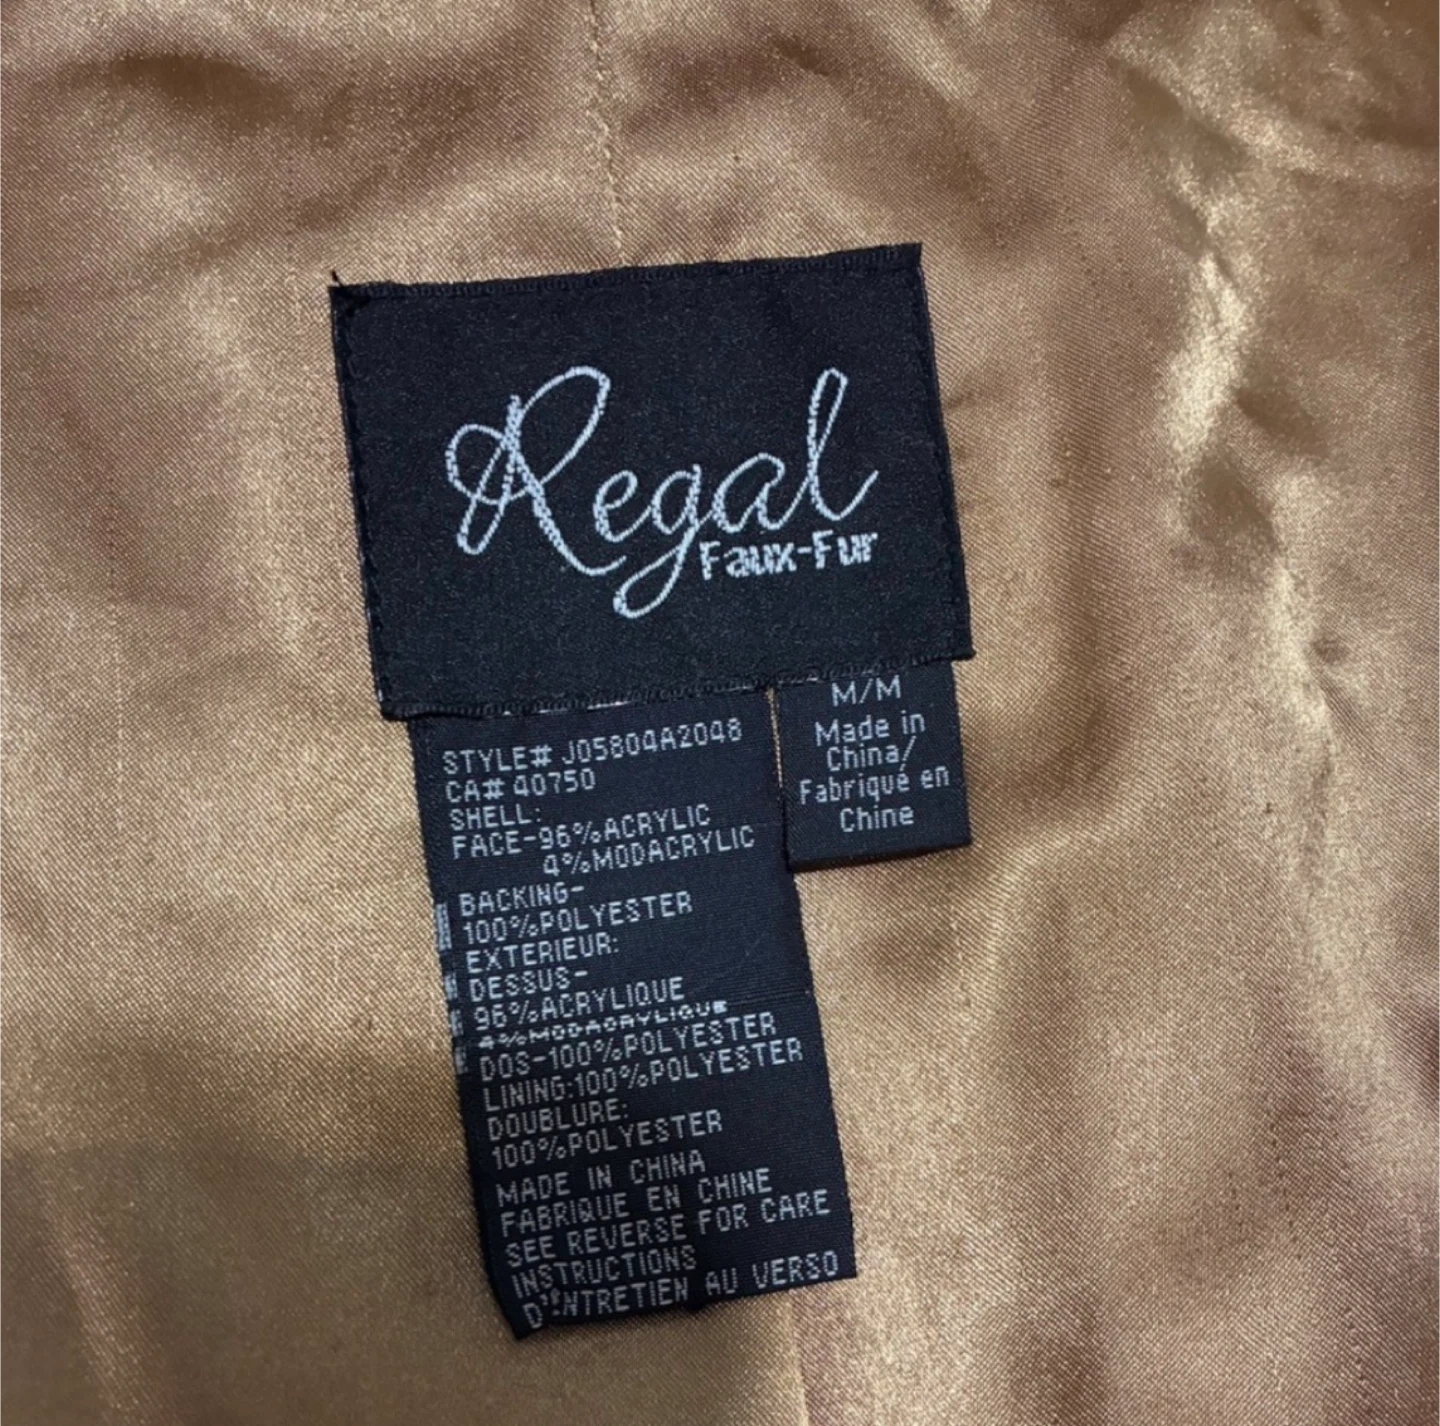 Regal
Faux-Fur
M/M
Made in
China/
Fabriqué en
Chine
STYLE# J05804A2048
CA# 40750
SHELL:
FACE-96%ACRYLIC
4%MODACRYLIC
BACKING-
100%POLYESTER
EXTERIEUR:
DESSUS-
96%ACRYLIQUE
4%MODACRYLIQUE
DOS-100%POLYESTER
LINING:100%POLYESTER
DOUBLURE:
100%POLYESTER
MADE IN CHINA
FABRIQUE EN CHINE
SEE REVERSE FOR CARE
INSTRUCTIONS
D'ENTRETIEN AU VERSO